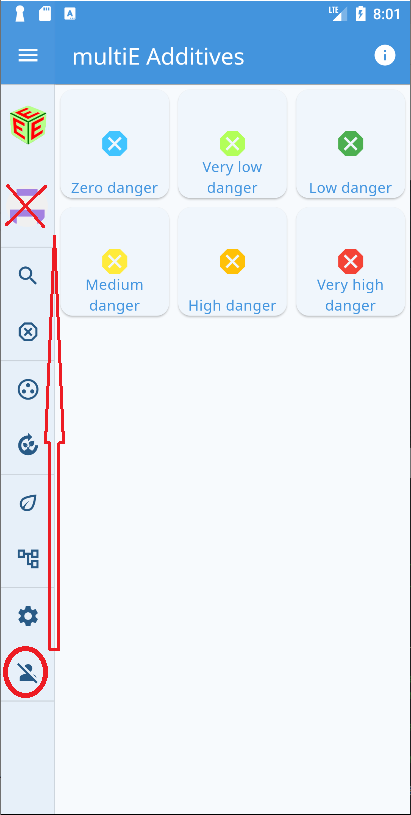 LTE 8:01
multiE Additives
E E E
Zero danger
Very low
danger
Low danger
Medium
danger
High danger
Very high
danger